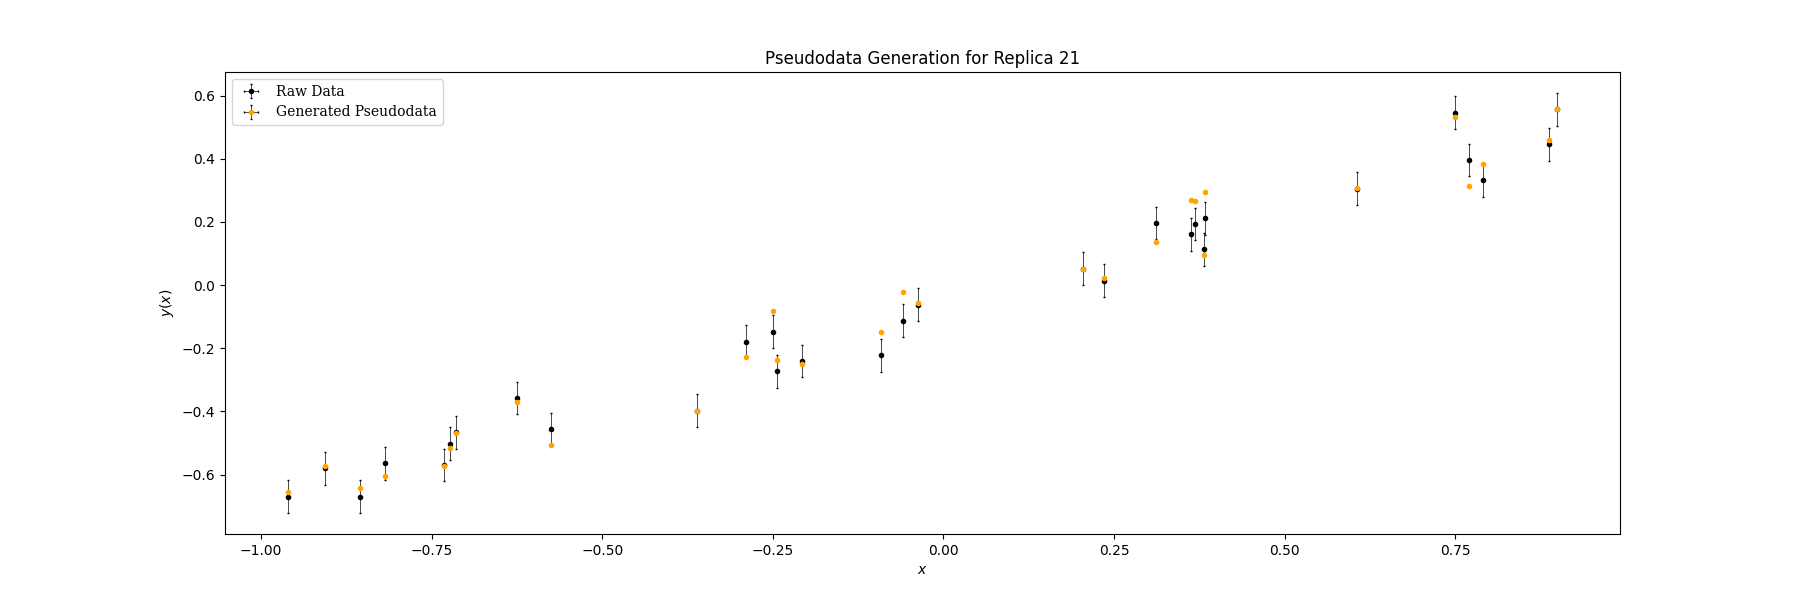 Pseudodata Generation for Replica 21
Raw Data
Generated Pseudodata
0.6
0.4
0.2
0.0
−0.2
−0.4
−0.6
y(x)
−1.00 −0.75 −0.50 −0.25 0.00 0.25 0.50 0.75
x